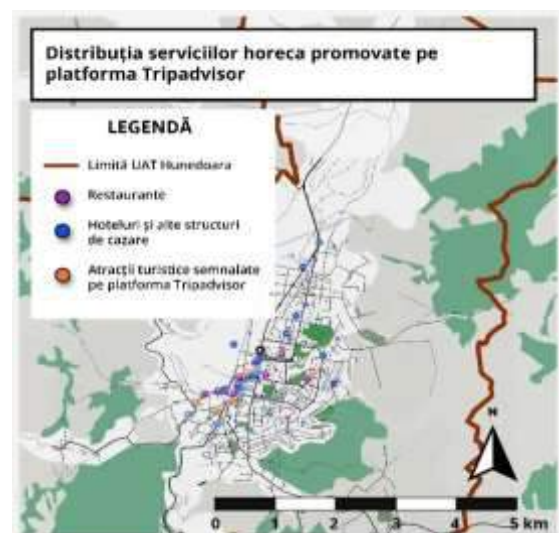 Distribuția serviciilor horeca promovate pe
platforma Tripadvisor
LEGENDĂ
Limită UAT Hunedoara
Restaurante
Hoteluri și alte structuri
de cazare
Atracții turistice semnalate
pe platforma Tripadvisor
N
0 1 2 3 4 5 km